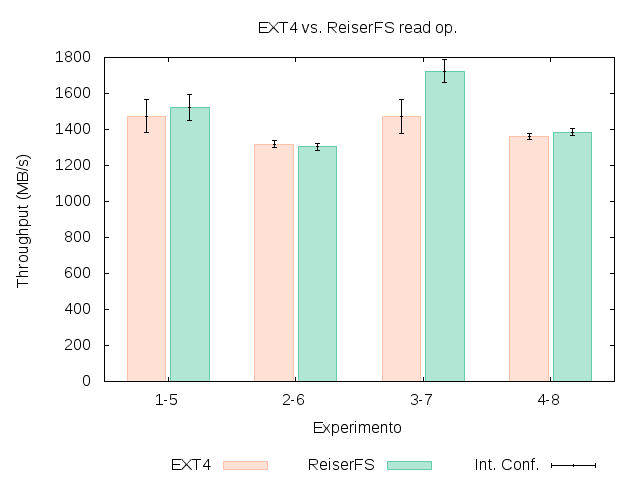 EXT4 vs. ReiserFS read op.
Throughput (MB/s)
1800
1600
1400
1200
1000
800
600
400
200
0
1-5 2-6 3-7 4-8
Experimento
EXT4 ReiserFS Int. Conf.